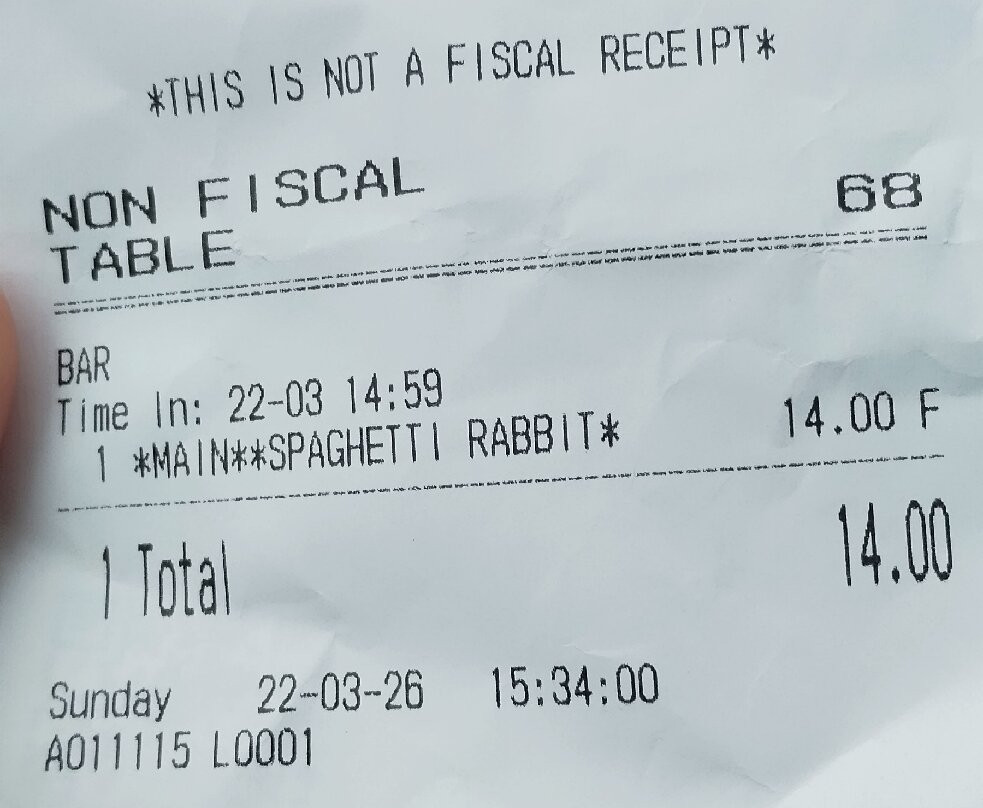 *THIS IS NOT A FISCAL RECEIPT*
NON FISCAL 68
TABLE
BAR
Time In: 22-03 14:59
1 *MAIN**SPAGHETTI RABBIT* 14.00 F
1 Total 14.00
Sunday 22-03-26 15:34:00
A011115 L0001